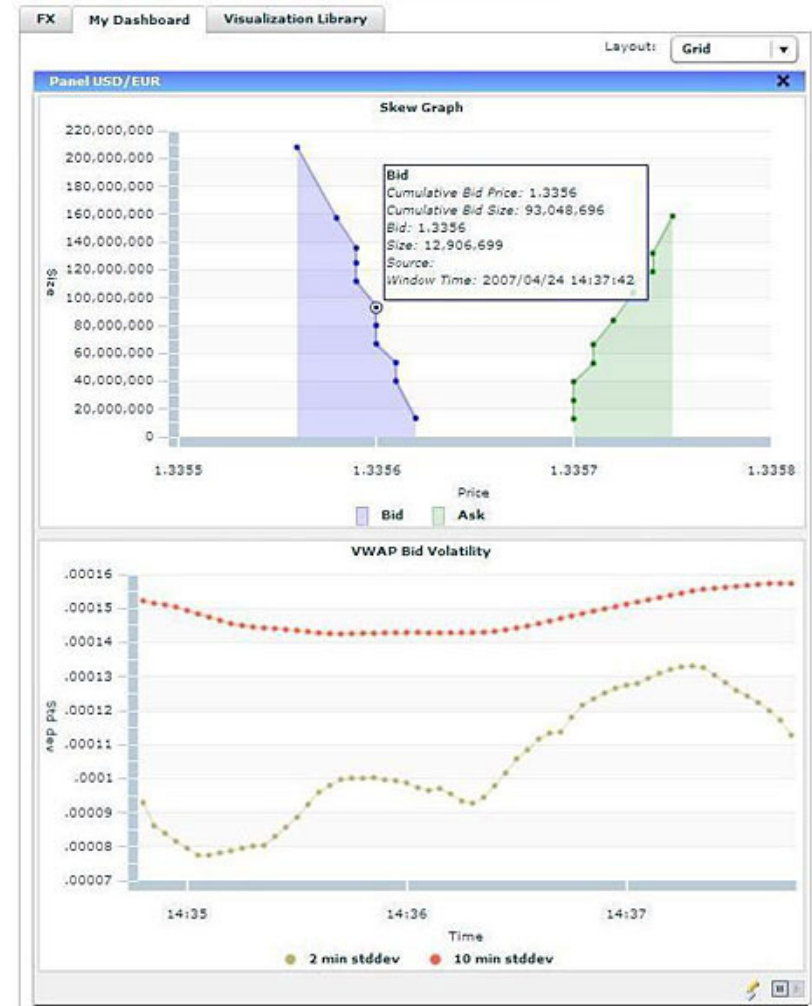 FX My Dashboard Visualization Library
Layout: Grid
Panel USD/EUR
Skew Graph
220,000,000
200,000,000
180,000,000
160,000,000
140,000,000
120,000,000
100,000,000
80,000,000
60,000,000
40,000,000
20,000,000
0
Size
Bid
Cumulative Bid Price: 1.3356
Cumulative Bid Size: 93,048,696
Bid: 1.3356
Size: 12,906,699
Source:
Window Time: 2007/04/24 14:37:42
1.3355 1.3356 1.3357 1.3358
Price
Bid Ask
VWAP Bid Volatility
.00016
.00015
.00014
.00013
.00012
.00011
.0001
.00009
.00008
.00007
Std dev
14:35 14:36 14:37
Time
2 min stddev 10 min stddev